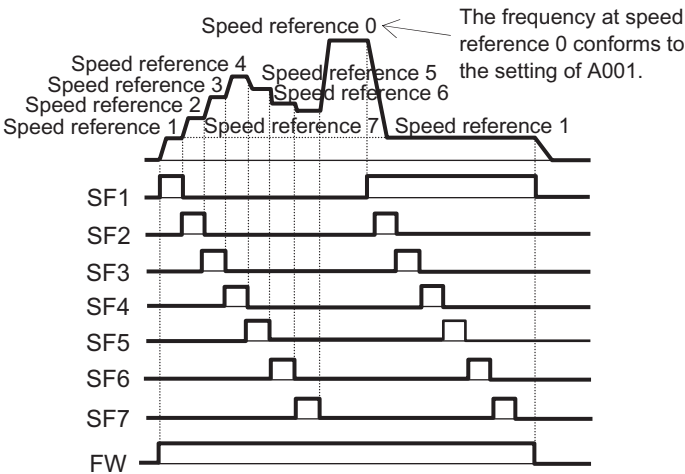 Speed reference 0
The frequency at speed
reference 0 conforms to
the setting of A001.
Speed reference 4
Speed reference 5
Speed reference 3
Speed reference 6
Speed reference 2
Speed reference 1
Speed reference 7
Speed reference 1
SF1
SF2
SF3
SF4
SF5
SF6
SF7
FW